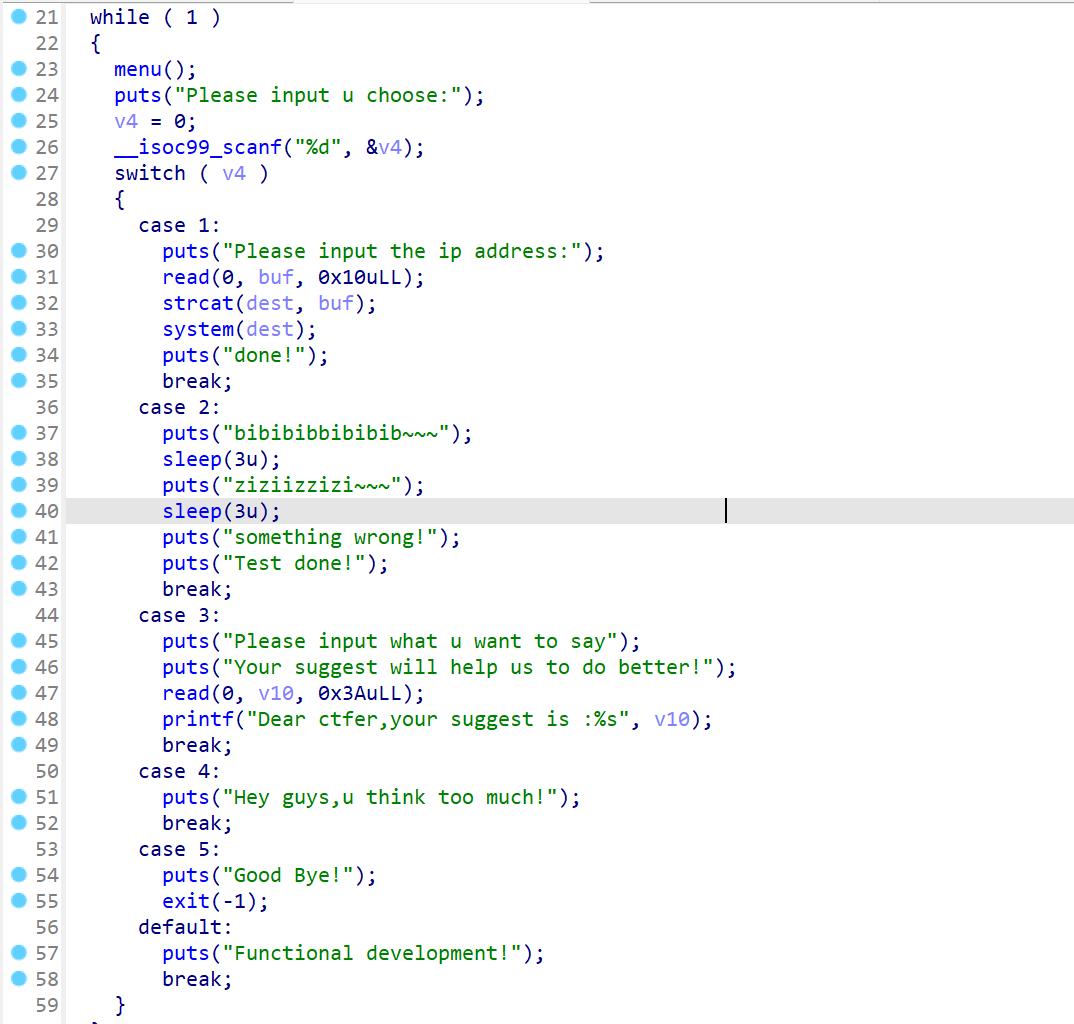 21 while ( 1 )
22 {
23 menu();
24 puts("Please input u choose:");
25 v4 = 0;
26 __isoc99_scanf("%d", &v4);
27 switch ( v4 )
28 {
29 case 1:
30 puts("Please input the ip address:");
31 read(0, buf, 0x10uLL);
32 strcat(dest, buf);
33 system(dest);
34 puts("done!");
35 break;
36 case 2:
37 puts("bibibibbibibib~~~");
38 sleep(3u);
39 puts("ziziizzizi~~~");
40 sleep(3u);
41 puts("something wrong!");
42 puts("Test done!");
43 break;
44 case 3:
45 puts("Please input what u want to say");
46 puts("Your suggest will help us to do better!");
47 read(0, v10, 0x3AuLL);
48 printf("Dear ctfer,your suggest is :%s", v10);
49 break;
50 case 4:
51 puts("Hey guys,u think too much!");
52 break;
53 case 5:
54 puts("Good Bye!");
55 exit(-1);
56 default:
57 puts("Functional development!");
58 break;
59 }